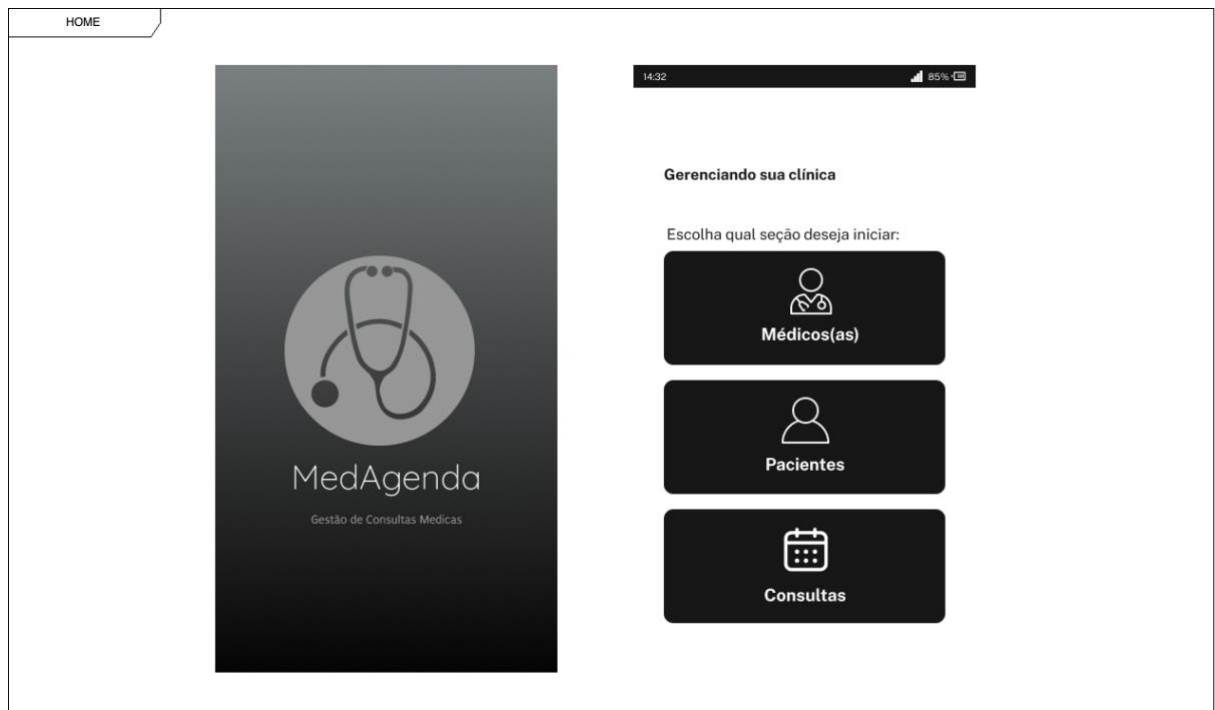 HOME
MedAgenda
Gestão de Consultas Medicas
14:32
85%
Gerenciando sua clínica
Escolha qual seção deseja iniciar:
Médicos(as)
Pacientes
Consultas